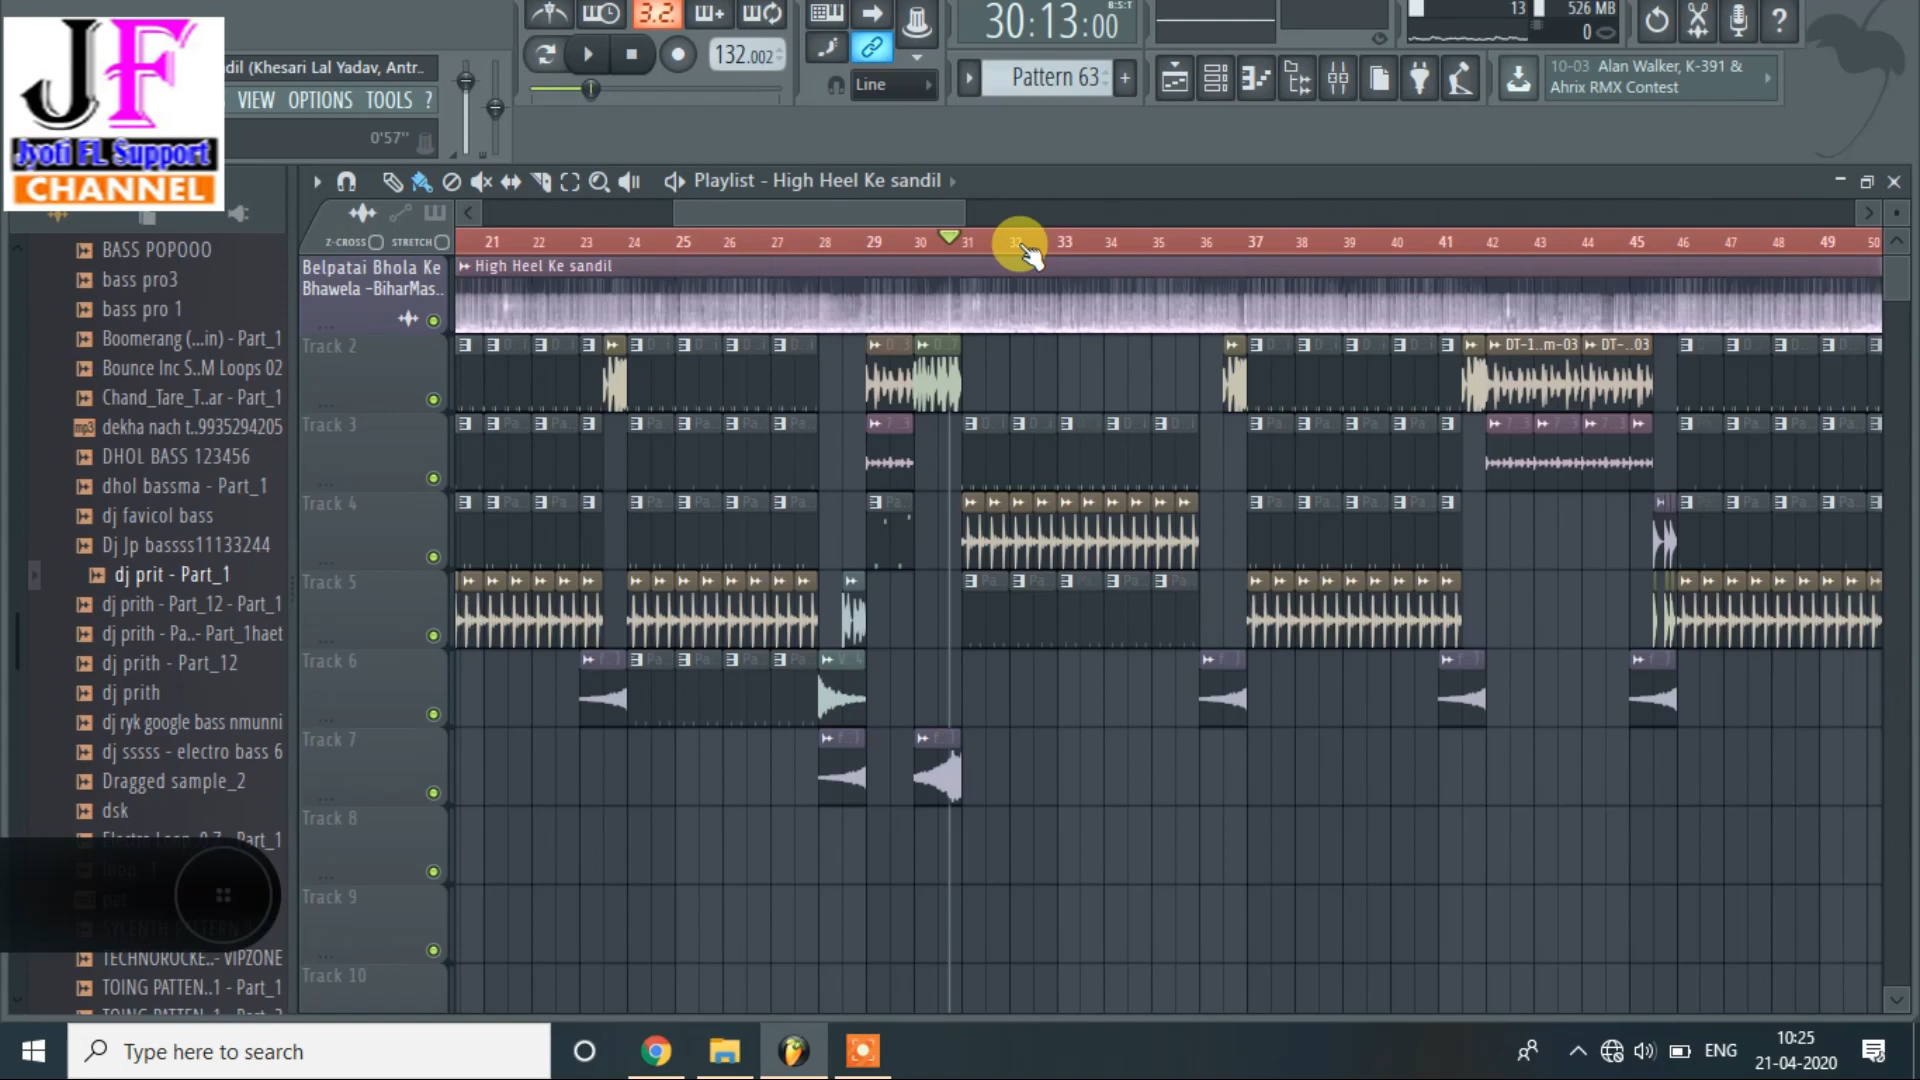 JF
Jyoti FL Support
CHANNEL
dil (Khesari Lal Yadav, Antr..
VIEW OPTIONS TOOLS ?
0'57"
3.2.
132.002
Line
30:13:00
B:S:T
Pattern 63
13
526 MB
0
10-03 Alan Walker, K-391 &
Ahrix RMX Contest
Playlist - High Heel Ke sandil
Z-CROSS STRETCH
21 22 23 24 25 26 27 28 29 30 31 32 33 34 35 36 37 38 39 40 41 42 43 44 45 46 47 48 49 50
Belpatai Bhola Ke
Bhawela -BiharMas..
High Heel Ke sandil
Track 2
DT-1..m-03
DT-..03
Track 3
Track 4
Track 5
Track 6
Track 7
Track 8
Track 9
Track 10
BASS POPOOO
bass pro3
bass pro 1
Boomerang (...in) - Part_1
Bounce Inc S..M Loops 02
Chand_Tare_T..ar - Part_1
mp3 dekha nach t..9935294205
DHOL BASS 123456
dhol bassma - Part_1
dj favicol bass
Dj Jp bassss11133244
dj prit - Part_1
dj prith - Part_12 - Part_1
dj prith - Pa..- Part_1haet
dj prith - Part_12
dj prith
dj ryk google bass nmunni
dj sssss - electro bass 6
Dragged sample_2
dsk
Electro Loop_0.7 - Part_1
loop_1
pat
SYLENTH PATTERN
TECHNOROCKE..- VIPZONE
TOING PATTEN..1 - Part_1
Type here to search
ENG
10:25
21-04-2020